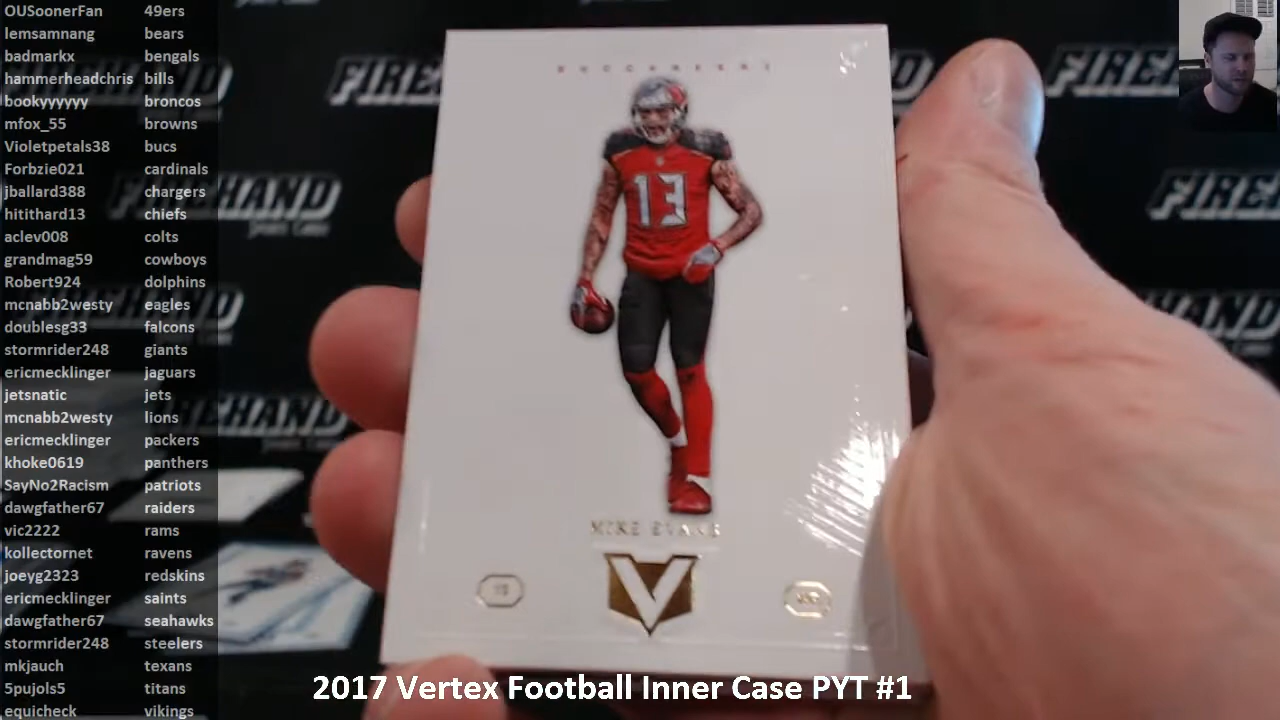 OUSoonerFan 49ers
lemsamnang bears
badmarkx bengals
hammerheadchris bills
bookyyyyyy broncos
mfox_55 browns
Violetpetals38 bucs
Forbzie021 cardinals
jballard388 chargers
hitithard13 chiefs
aclev008 colts
grandmag59 cowboys
Robert924 dolphins
mcnabb2westy eagles
doublesg33 falcons
stormrider248 giants
ericmecklinger jaguars
jetsnatic jets
mcnabb2westy lions
ericmecklinger packers
khoke0619 panthers
SayNo2Racism patriots
dawgfather67 raiders
vic2222 rams
kollectornet ravens
joeyg2323 redskins
ericmecklinger saints
dawgfather67 seahawks
stormrider248 steelers
mkjauch texans
5pujols5 titans
equicheck vikings
FIREHAND
FIREHAND
FIREHAND
BUCCANEERS
13
MIKE EVANS
V
13
WR
2017 Vertex Football Inner Case PYT #1